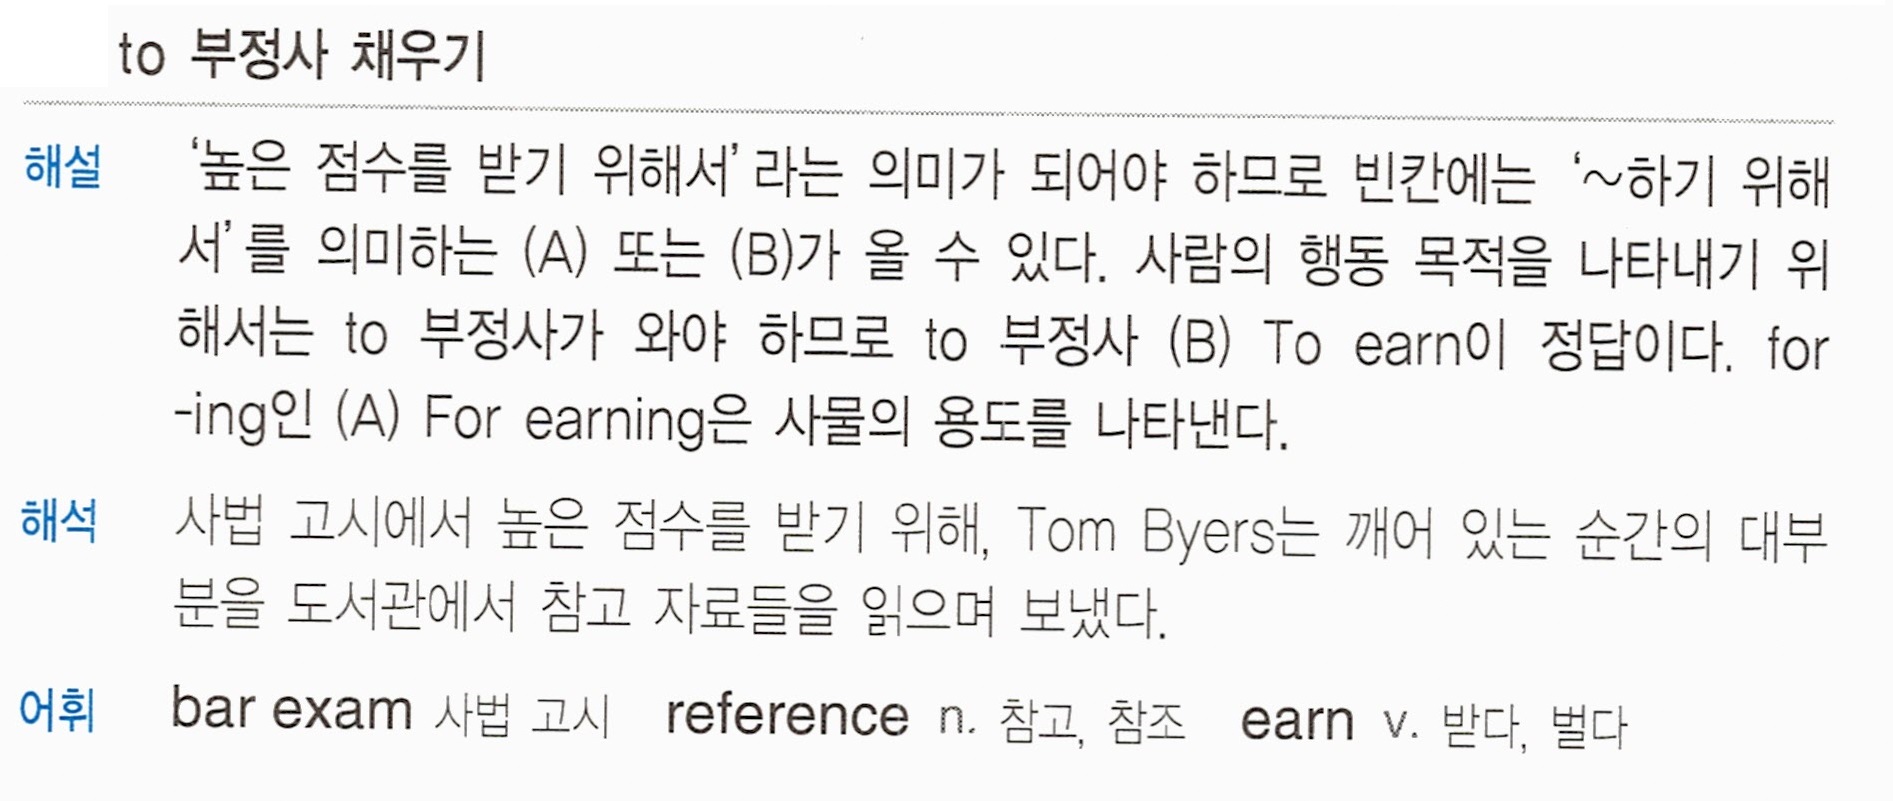 to 부정사 채우기
해설 '높은 점수를 받기 위해서'라는 의미가 되어야 하므로 빈칸에는 '~하기 위해
서'를 의미하는 (A) 또는 (B)가 올 수 있다. 사람의 행동 목적을 나타내기 위
해서는 to 부정사가 와야 하므로 to 부정사 (B) To earn이 정답이다. for
-ing인 (A) For earning은 사물의 용도를 나타낸다.
해석 사법 고시에서 높은 점수를 받기 위해, Tom Byers는 깨어 있는 순간의 대부
분을 도서관에서 참고 자료들을 읽으며 보냈다.
어휘 bar exam 사법 고시 reference n. 참고, 참조 earn v. 받다, 벌다